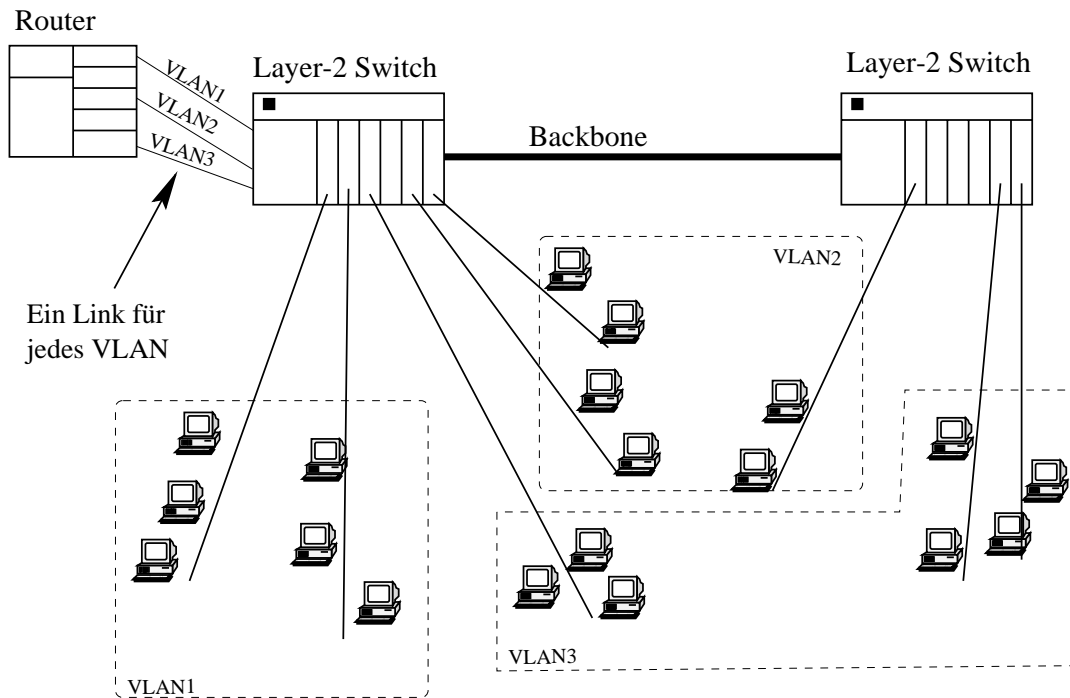 Router
Layer-2 Switch
Layer-2 Switch
VLAN1
VLAN2
VLAN3
Backbone
VLAN2
Ein Link für
jedes VLAN
VLAN3
VLAN1